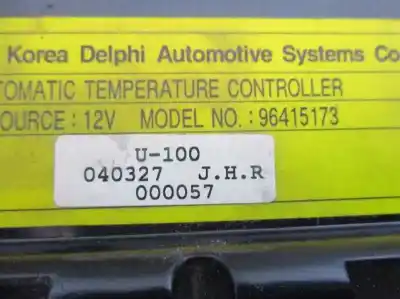 Korea Delphi Automotive Systems Co
TOMATIC TEMPERATURE CONTROLLER
OURCE : 12V MODEL NO. : 96415173
U-100
040327 J.H.R
000057